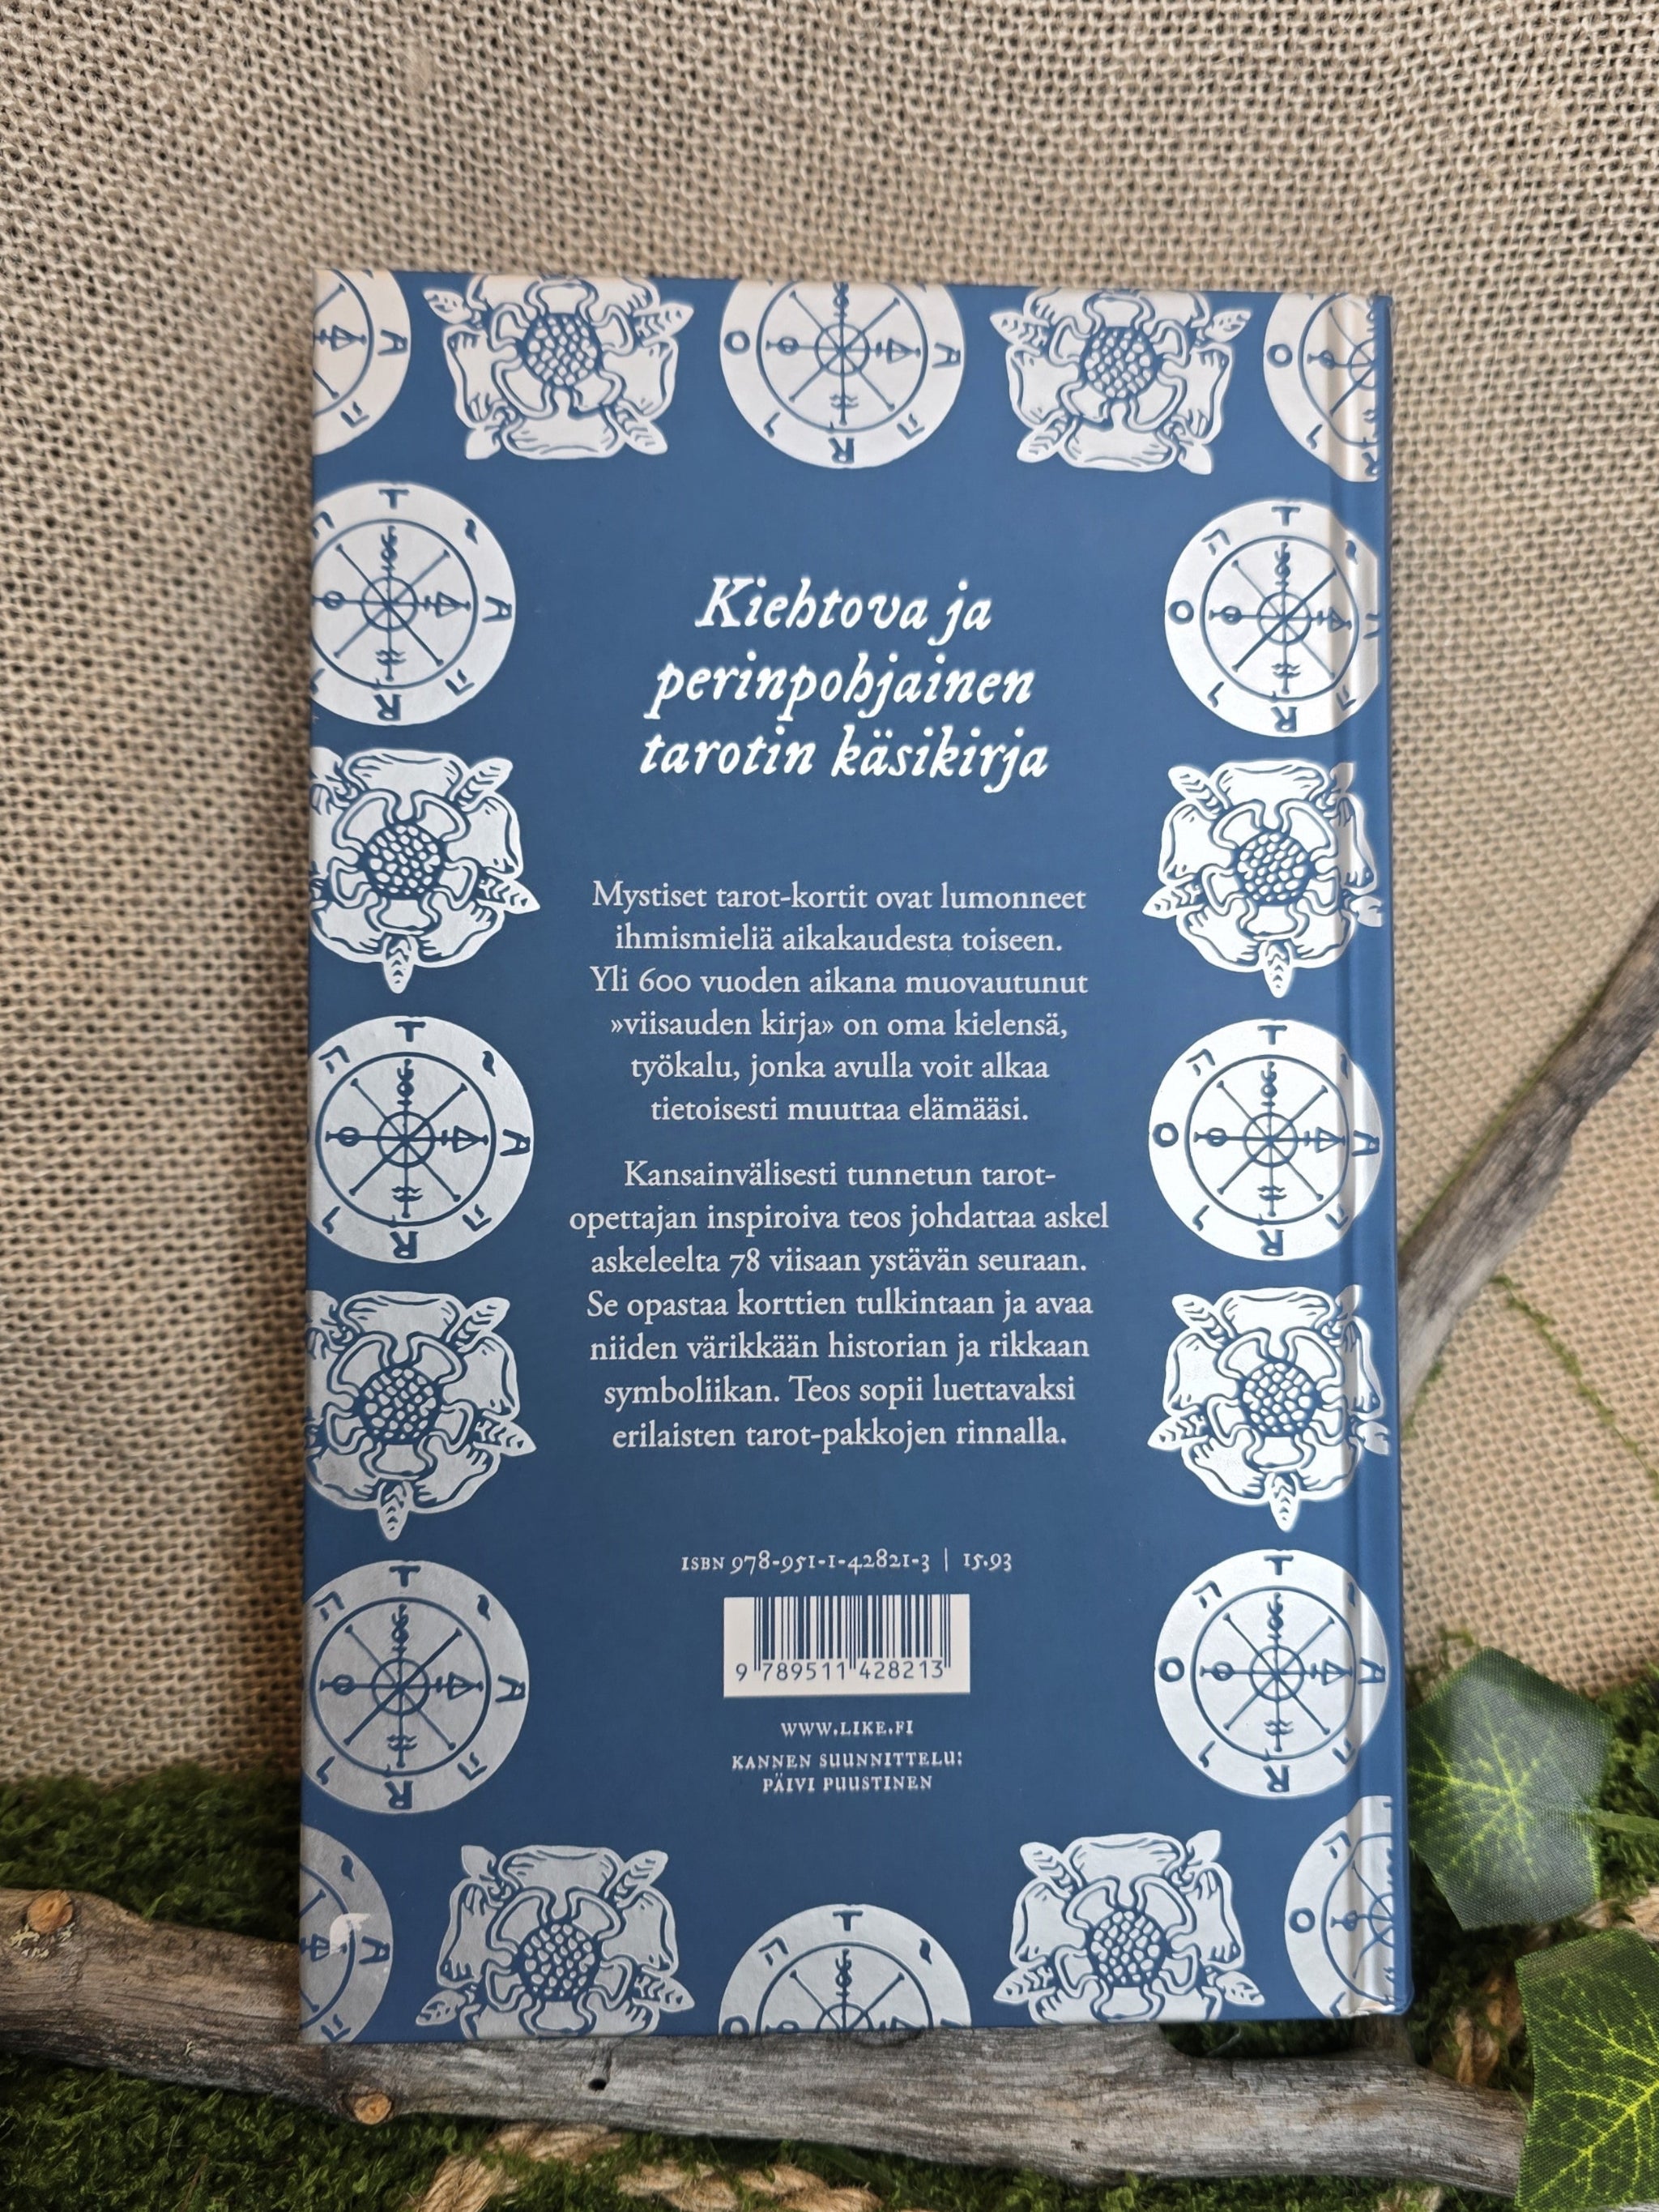 Kiehtova ja
perinpohjainen
tarotin käsikirja
Mystiset tarot-kortit ovat lumonneet
ihmismieliä aikakaudesta toiseen.
Yli 600 vuoden aikana muovautunut
»viisauden kirja» on oma kielensä,
työkalu, jonka avulla voit alkaa
tietoisesti muuttaa elämääsi.
Kansainvälisesti tunnetun tarot-
opettajan inspiroiva teos johdattaa askel
askeleelta 78 viisaan ystävän seuraan.
Se opastaa korttien tulkintaan ja avaa
niiden värikkään historian ja rikkaan
symboliikan. Teos sopii luettavaksi
erilaisten tarot-pakkojen rinnalla.
ISBN 978-951-1-42821-3 | 15.93
9 789511 428213
WWW.LIKE.FI
KANNEN SUUNNITTELU:
PÄIVI PUUSTINEN